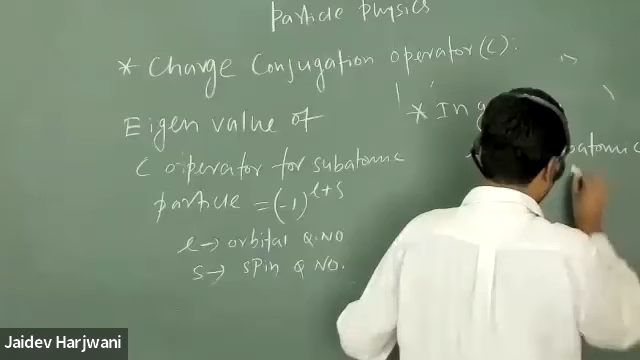 Particle Physics
* Charge Conjugation operator (C):
Eigen value of
C operator for subatomic
particle = (-1)^{l+s}
l → orbital Q.NO
s → spin Q NO.
* In
Jaidev Harjwani